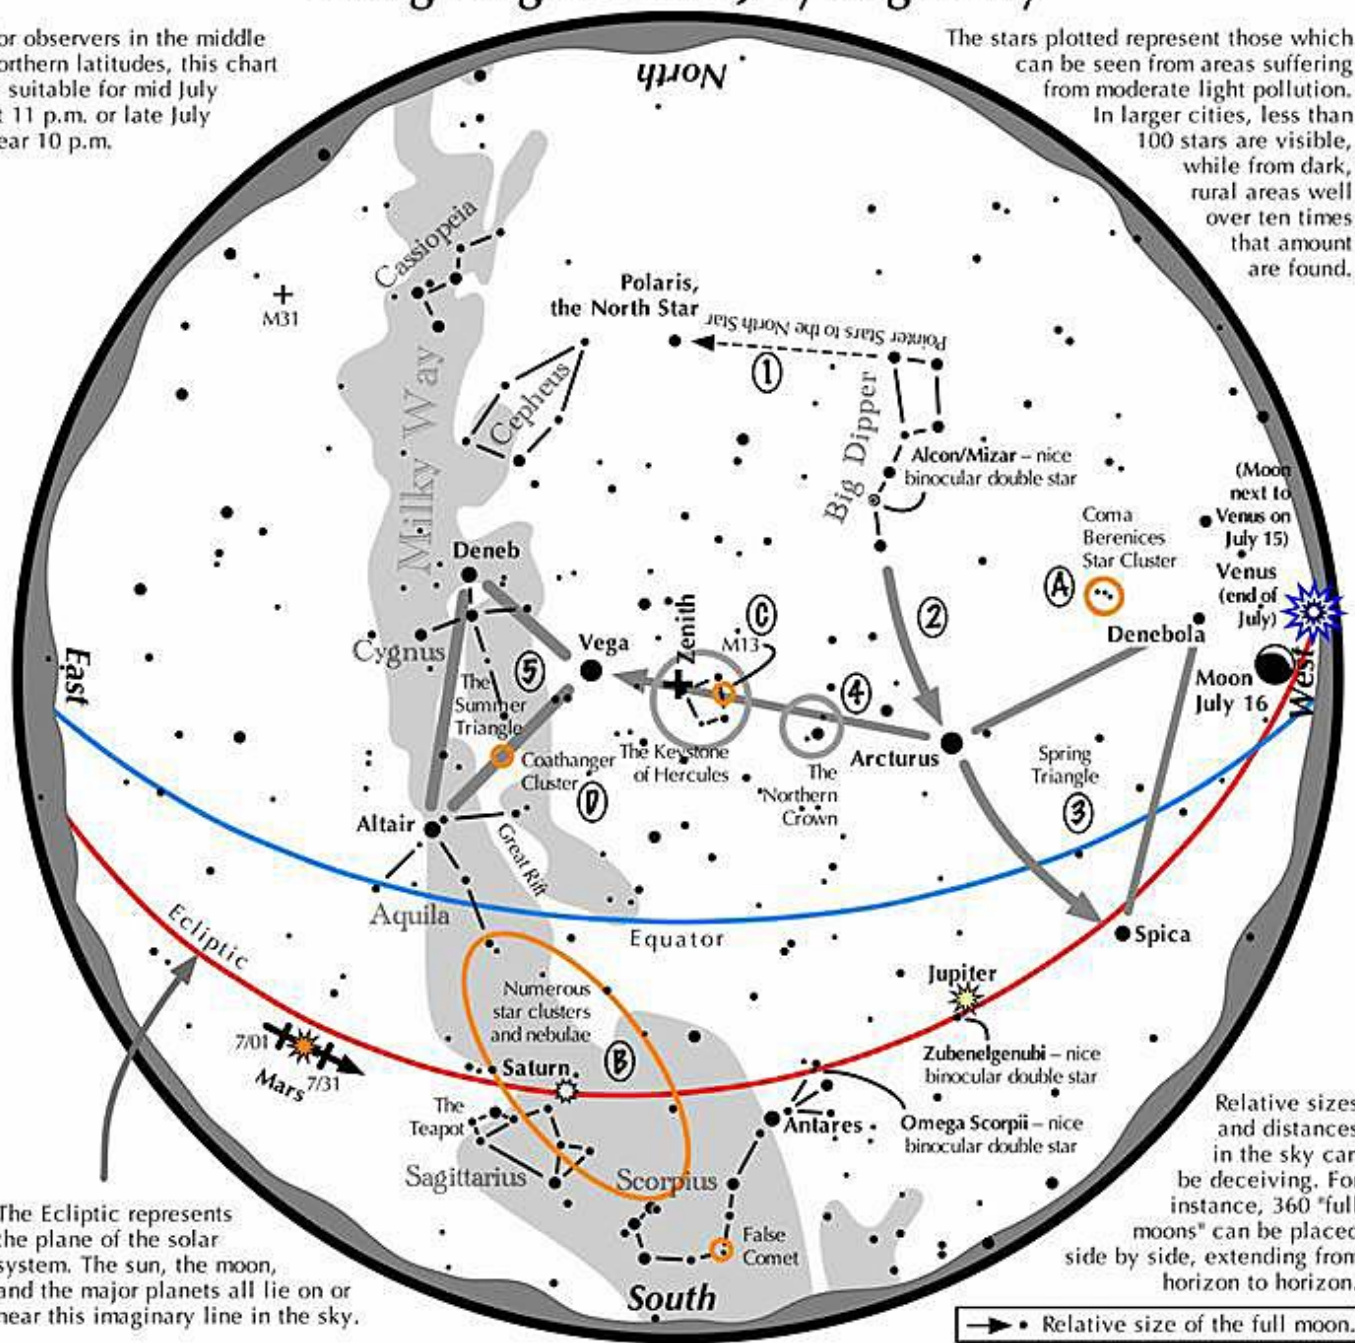 or observers in the middle
orthern latitudes, this chart
suitable for mid July
t 11 p.m. or late July
ear 10 p.m.
The stars plotted represent those which
can be seen from areas suffering
from moderate light pollution.
In larger cities, less than
100 stars are visible,
while from dark,
rural areas well
over ten times
that amount
are found.
North
Cassiopeia
M31
Polaris,
the North Star
Pointer Stars to the North Star
1
Cepheus
Milky Way
Big Dipper
Alcon/Mizar – nice
binocular double star
(Moon
next to
Venus on
July 15)
Coma
Berenices
Star Cluster
A
Venus
(end of
July)
Deneb
2
Denebola
Cygnus
Vega
Zenith
C
M13
East
5
4
Moon
July 16
West
The
Summer
Triangle
Coathanger
Cluster
D
The Keystone
of Hercules
The
Northern
Crown
Arcturus
Spring
Triangle
3
Altair
Great Rift
Aquila
Equator
Spica
Ecliptic
Numerous
star clusters
and nebulae
B
Jupiter
7/01
Mars
7/31
Saturn
Zubenelgenubi – nice
binocular double star
The
Teapot
Antares
Omega Scorpii – nice
binocular double star
Sagittarius
Scorpius
False
Comet
South
The Ecliptic represents
the plane of the solar
system. The sun, the moon,
and the major planets all lie on or
near this imaginary line in the sky.
Relative sizes
and distances
in the sky can
be deceiving. For
instance, 360 "full
moons" can be placed
side by side, extending from
horizon to horizon.
Relative size of the full moon.